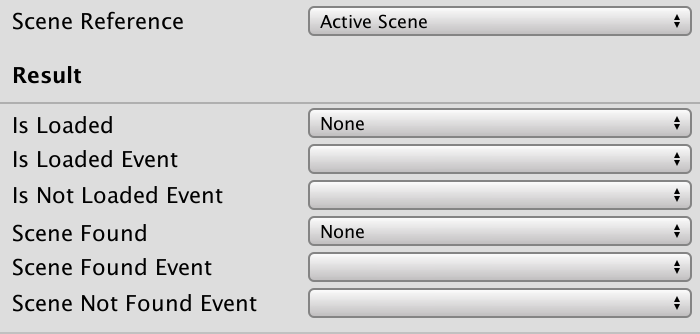 Scene Reference Active Scene
Result
Is Loaded None
Is Loaded Event
Is Not Loaded Event
Scene Found None
Scene Found Event
Scene Not Found Event